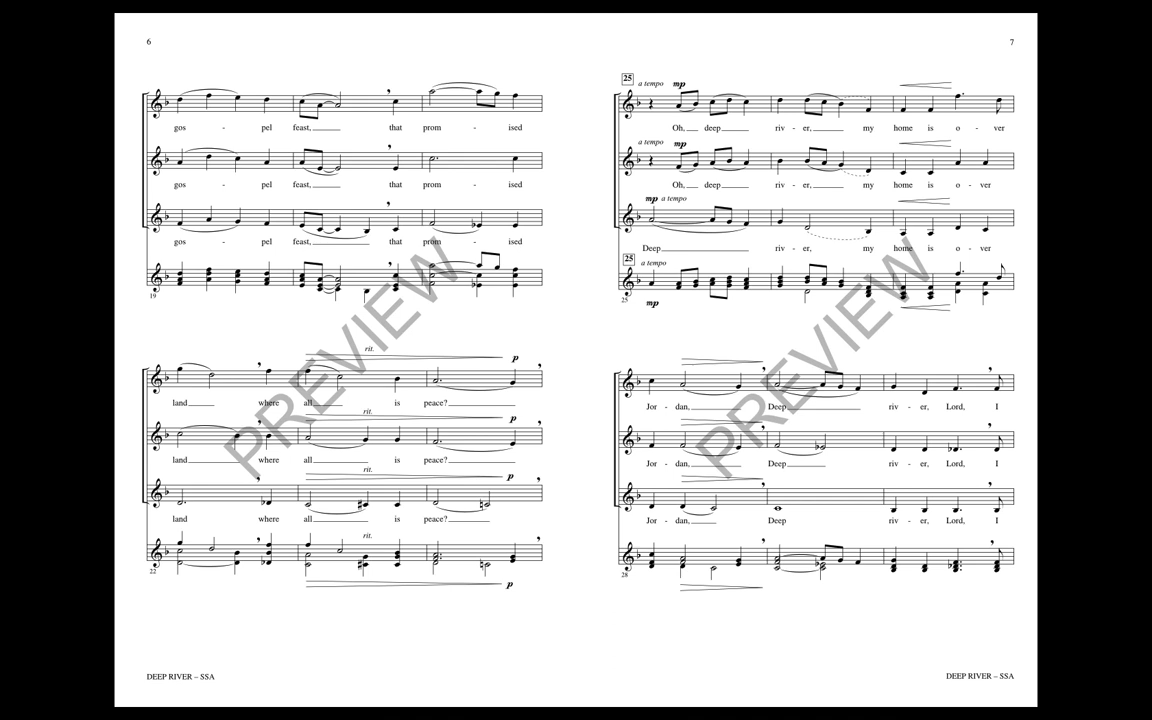 6
gos - pel feast, that prom - ised
gos - pel feast, that prom - ised
gos - pel feast, that prom - ised
19
rit. p
land where all is peace?
rit. p
land where all is peace?
rit. p
land where all is peace?
rit.
22
p
PREVIEW
DEEP RIVER – SSA
7
25 a tempo mp
Oh, deep riv - er, my home is o - ver
a tempo mp
Oh, deep riv - er, my home is o - ver
mp a tempo
Deep riv - er, my home is o - ver
25 a tempo
25
mp
Jor - dan, Deep riv - er, Lord, I
Jor - dan, Deep riv - er, Lord, I
Jor - dan, Deep riv - er, Lord, I
28
PREVIEW
DEEP RIVER – SSA